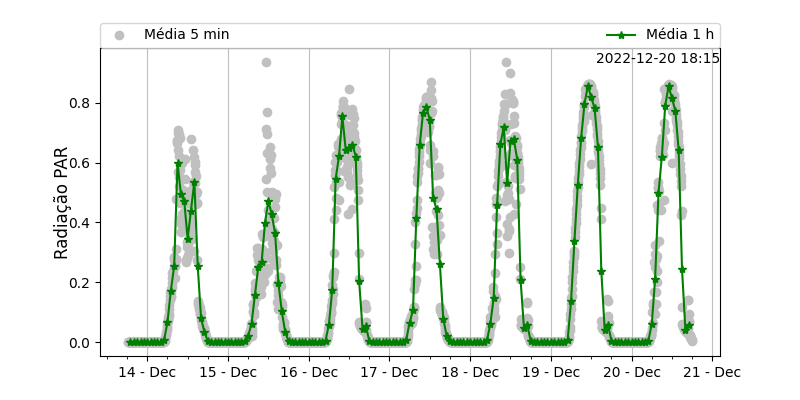 Média 5 min
Média 1 h
2022-12-20 18:15
Radiação PAR
0.8
0.6
0.4
0.2
0.0
14 - Dec
15 - Dec
16 - Dec
17 - Dec
18 - Dec
19 - Dec
20 - Dec
21 - Dec